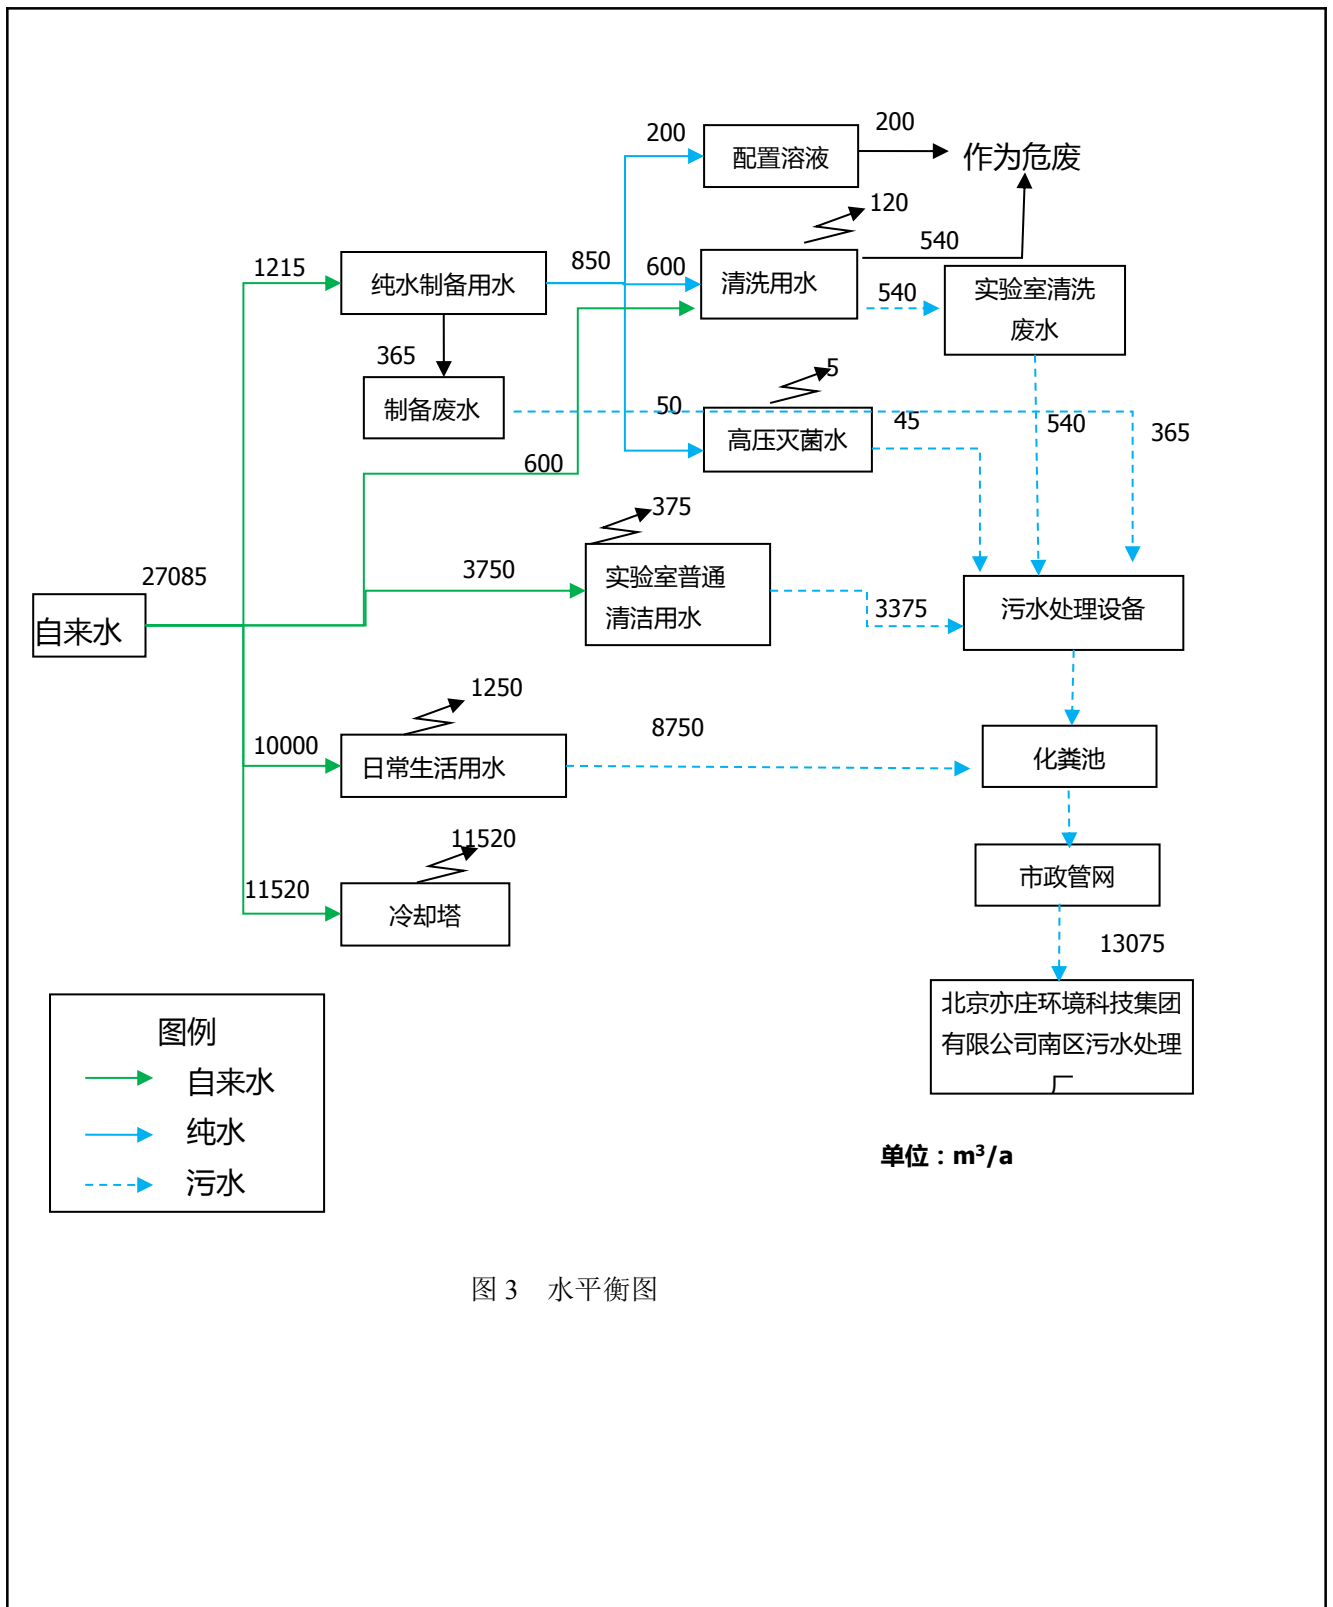 200
配置溶液
200
作为危废
120
540
1215
纯水制备用水
850
600
清洗用水
540
实验室清洗
废水
365
制备废水
50
5
高压灭菌水
45
540
365
600
375
27085
自来水
3750
实验室普通
清洁用水
3375
污水处理设备
1250
10000
日常生活用水
8750
化粪池
11520
11520
冷却塔
市政管网
13075
北京亦庄环境科技集团
有限公司南区污水处理
厂
图例
自来水
纯水
污水
单位：m³/a
图 3 水平衡图